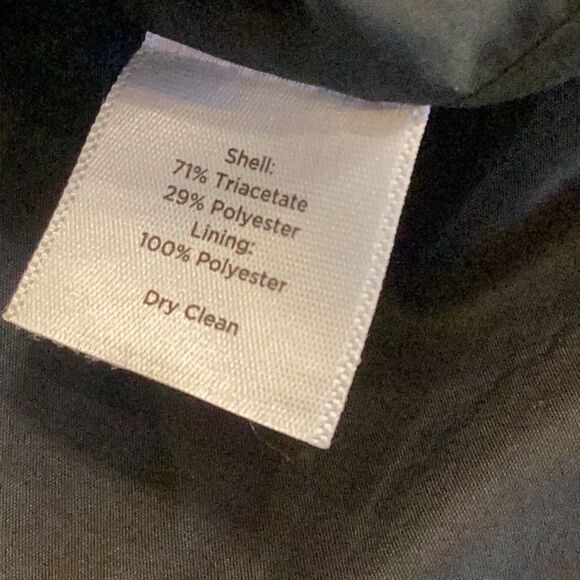 Shell:
71% Triacetate
29% Polyester
Lining:
100% Polyester
Dry Clean